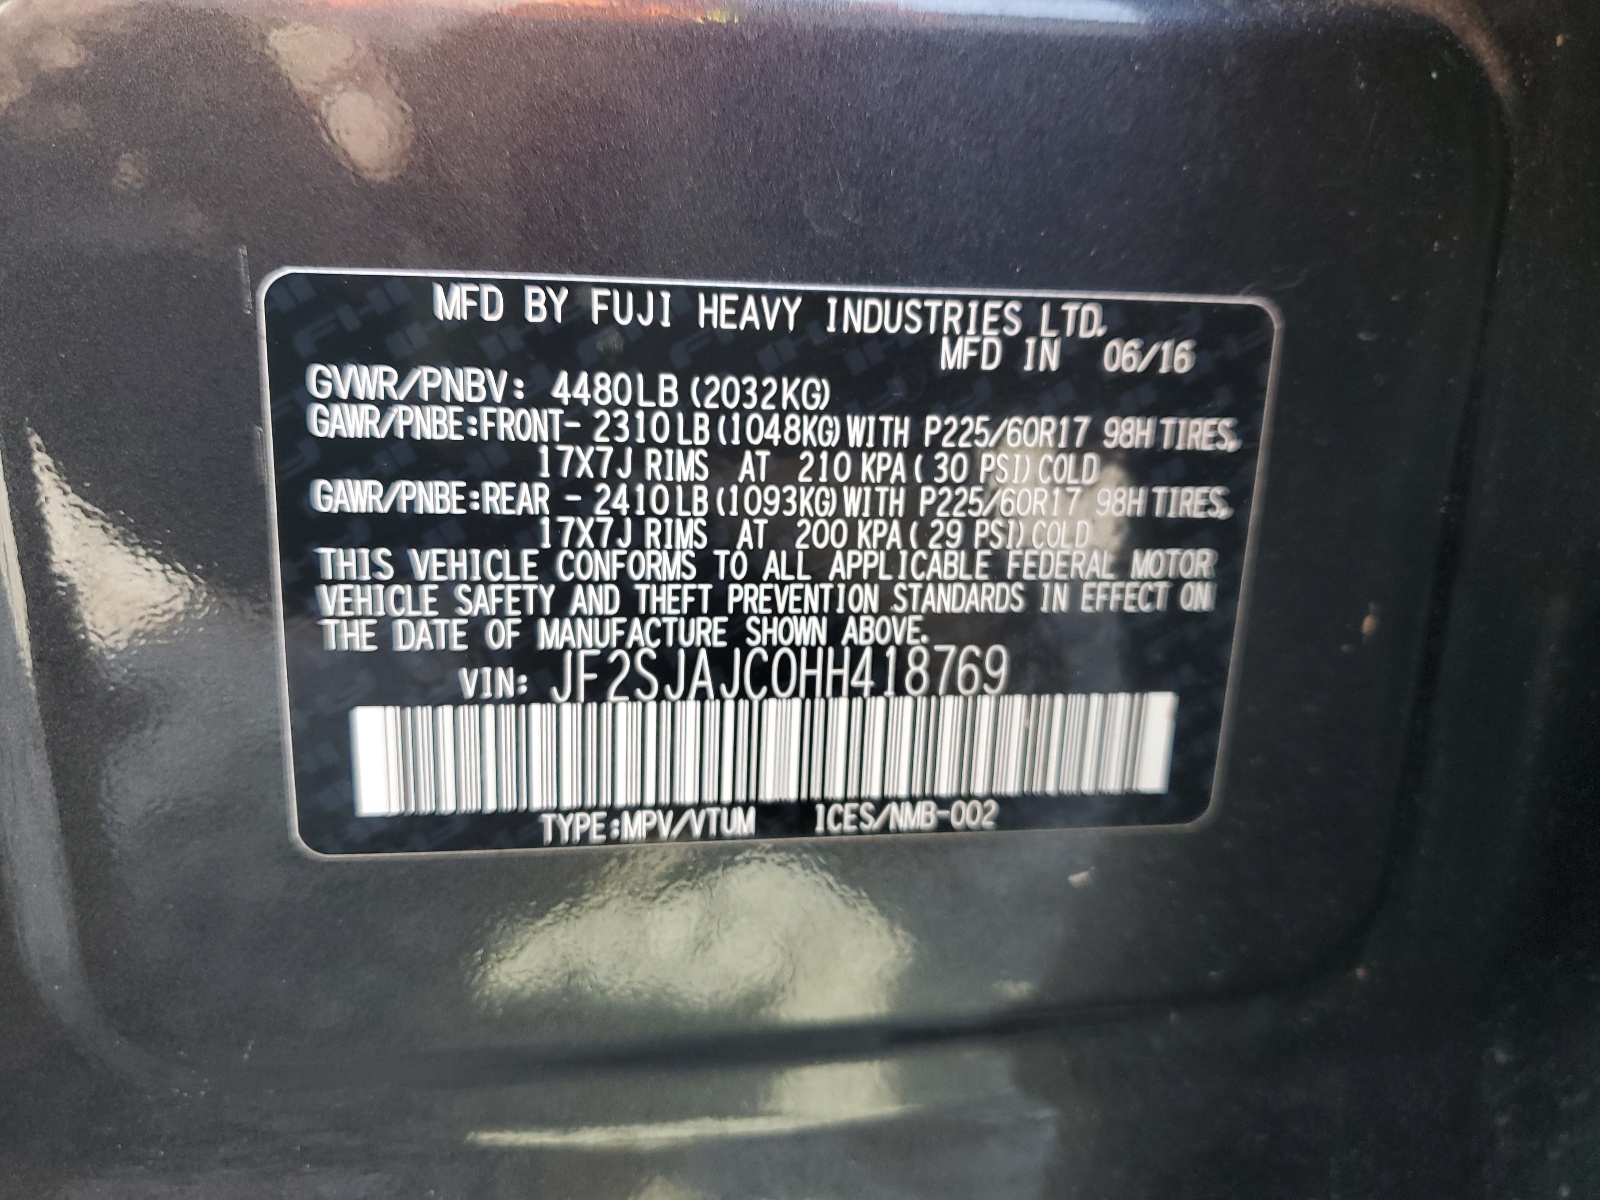 MFD BY FUJI HEAVY INDUSTRIES LTD.
MFD IN 06/16
GVWR/PNBV: 4480LB (2032KG)
GAWR/PNBE:FRONT- 2310LB(1048KG)WITH P225/60R17 98H TIRES,
17X7J RIMS AT 210 KPA( 30 PSI)COLD
GAWR/PNBE:REAR - 2410LB(1093KG)WITH P225/60R17 98H TIRES,
17X7J RIMS AT 200 KPA( 29 PSI)COLD
THIS VEHICLE CONFORMS TO ALL APPLICABLE FEDERAL MOTOR
VEHICLE SAFETY AND THEFT PREVENTION STANDARDS IN EFFECT ON
THE DATE OF MANUFACTURE SHOWN ABOVE.
VIN: JF2SJAJC0HH418769
TYPE:MPV/VTUM ICES/NMB-002